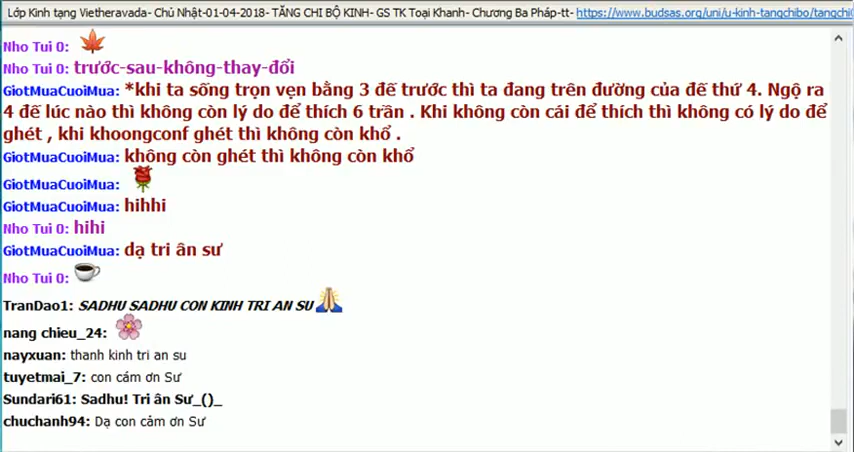 Lớp Kinh tạng Vietheravada- Chủ Nhật-01-04-2018- TĂNG CHI BỘ KINH- GS TK Toại Khanh- Chương Ba Pháp-tt- https://www.budsas.org/uni/u-kinh-tangchibo/tangchi0
Nho Tui 0:
Nho Tui 0: trước-sau-không-thay-đổi
GiotMuaCuoiMua: *khi ta sống trọn vẹn bằng 3 đế trước thì ta đang trên đường của đế thứ 4. Ngộ ra
4 đế lúc nào thì không còn lý do để thích 6 trần . Khi không còn cái để thích thì không có lý do để
ghét , khi khoongconf ghét thì không còn khổ .
GiotMuaCuoiMua: không còn ghét thì không còn khổ
GiotMuaCuoiMua:
GiotMuaCuoiMua: hihhi
Nho Tui 0: hihi
GiotMuaCuoiMua: dạ tri ân sư
Nho Tui 0:
TranDao1: SADHU SADHU CON KINH TRI AN SU
nang chieu_24:
nayxuan: thanh kinh tri an su
tuyetmai_7: con cám ơn Sư
Sundari61: Sadhu! Tri ân Sư_()_
chuchanh94: Dạ con cảm ơn Sư